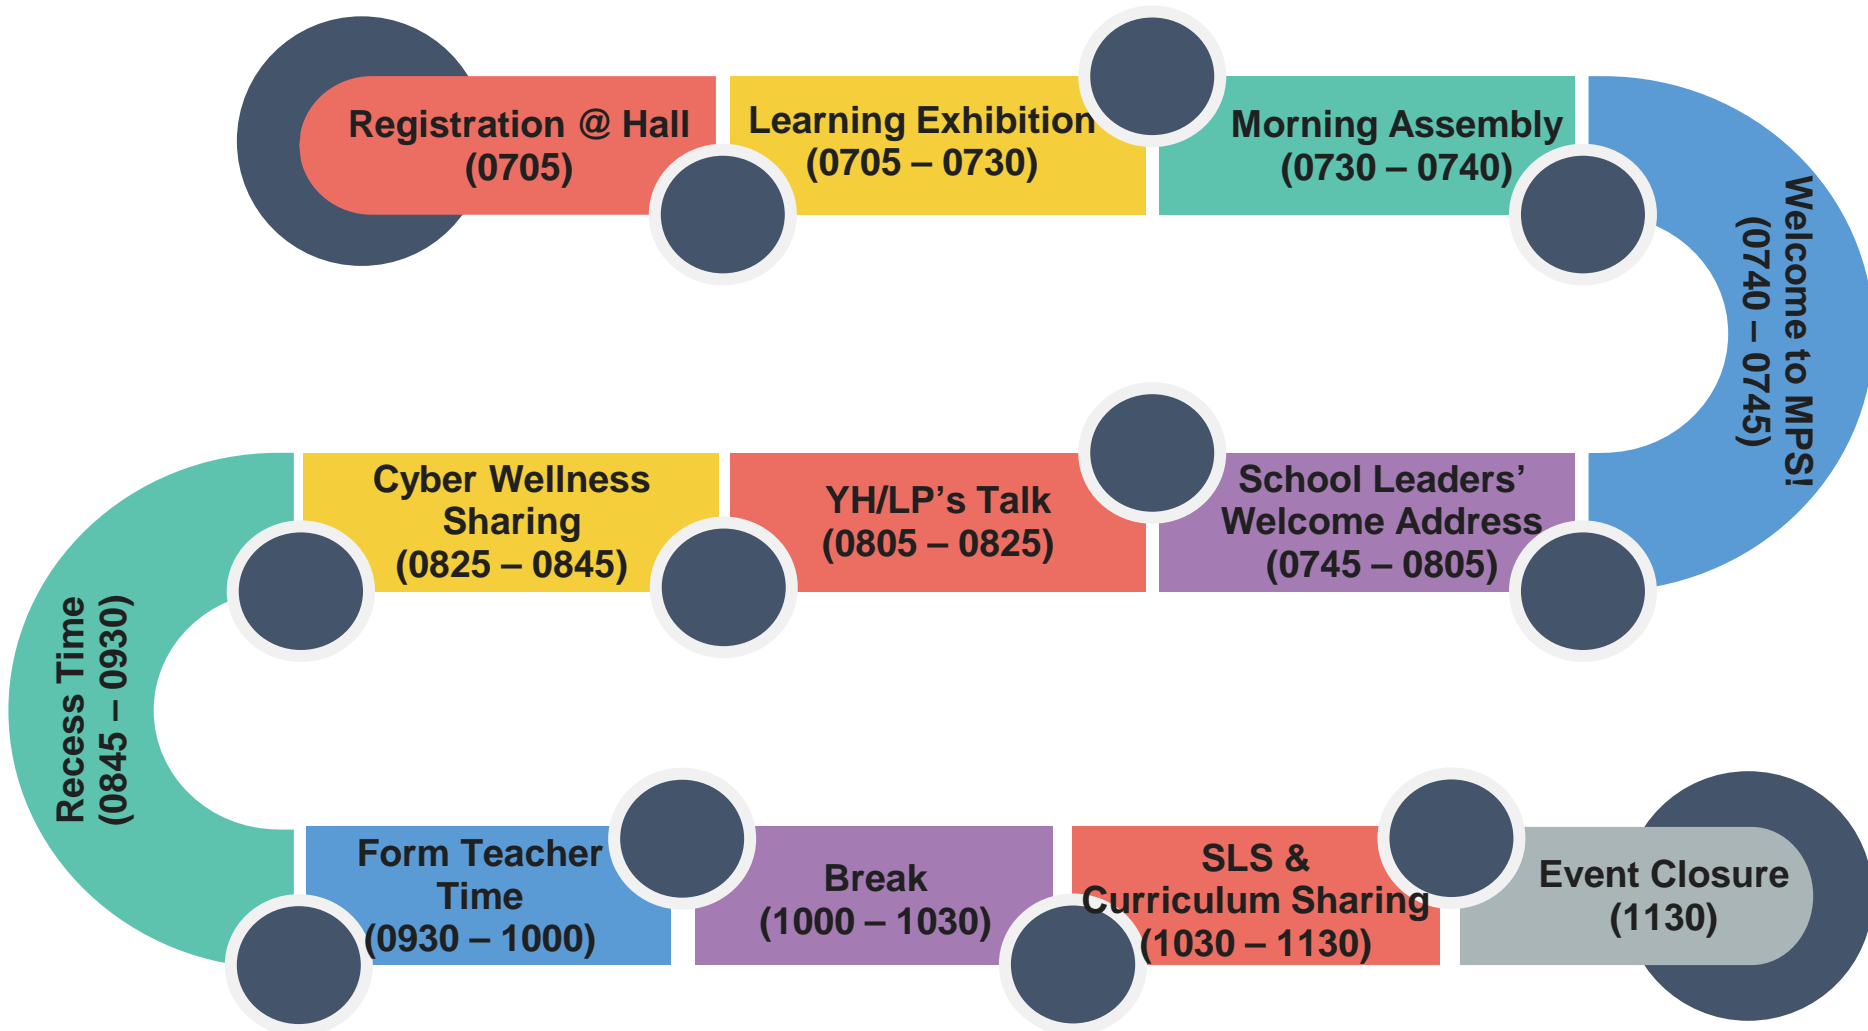 Registration @ Hall
(0705)
Learning Exhibition
(0705 – 0730)
Morning Assembly
(0730 – 0740)
Welcome to MPS!
(0740 – 0745)
School Leaders’
Welcome Address
(0745 – 0805)
YH/LP’s Talk
(0805 – 0825)
Cyber Wellness
Sharing
(0825 – 0845)
Recess Time
(0845 – 0930)
Form Teacher
Time
(0930 – 1000)
Break
(1000 – 1030)
SLS &
Curriculum Sharing
(1030 – 1130)
Event Closure
(1130)